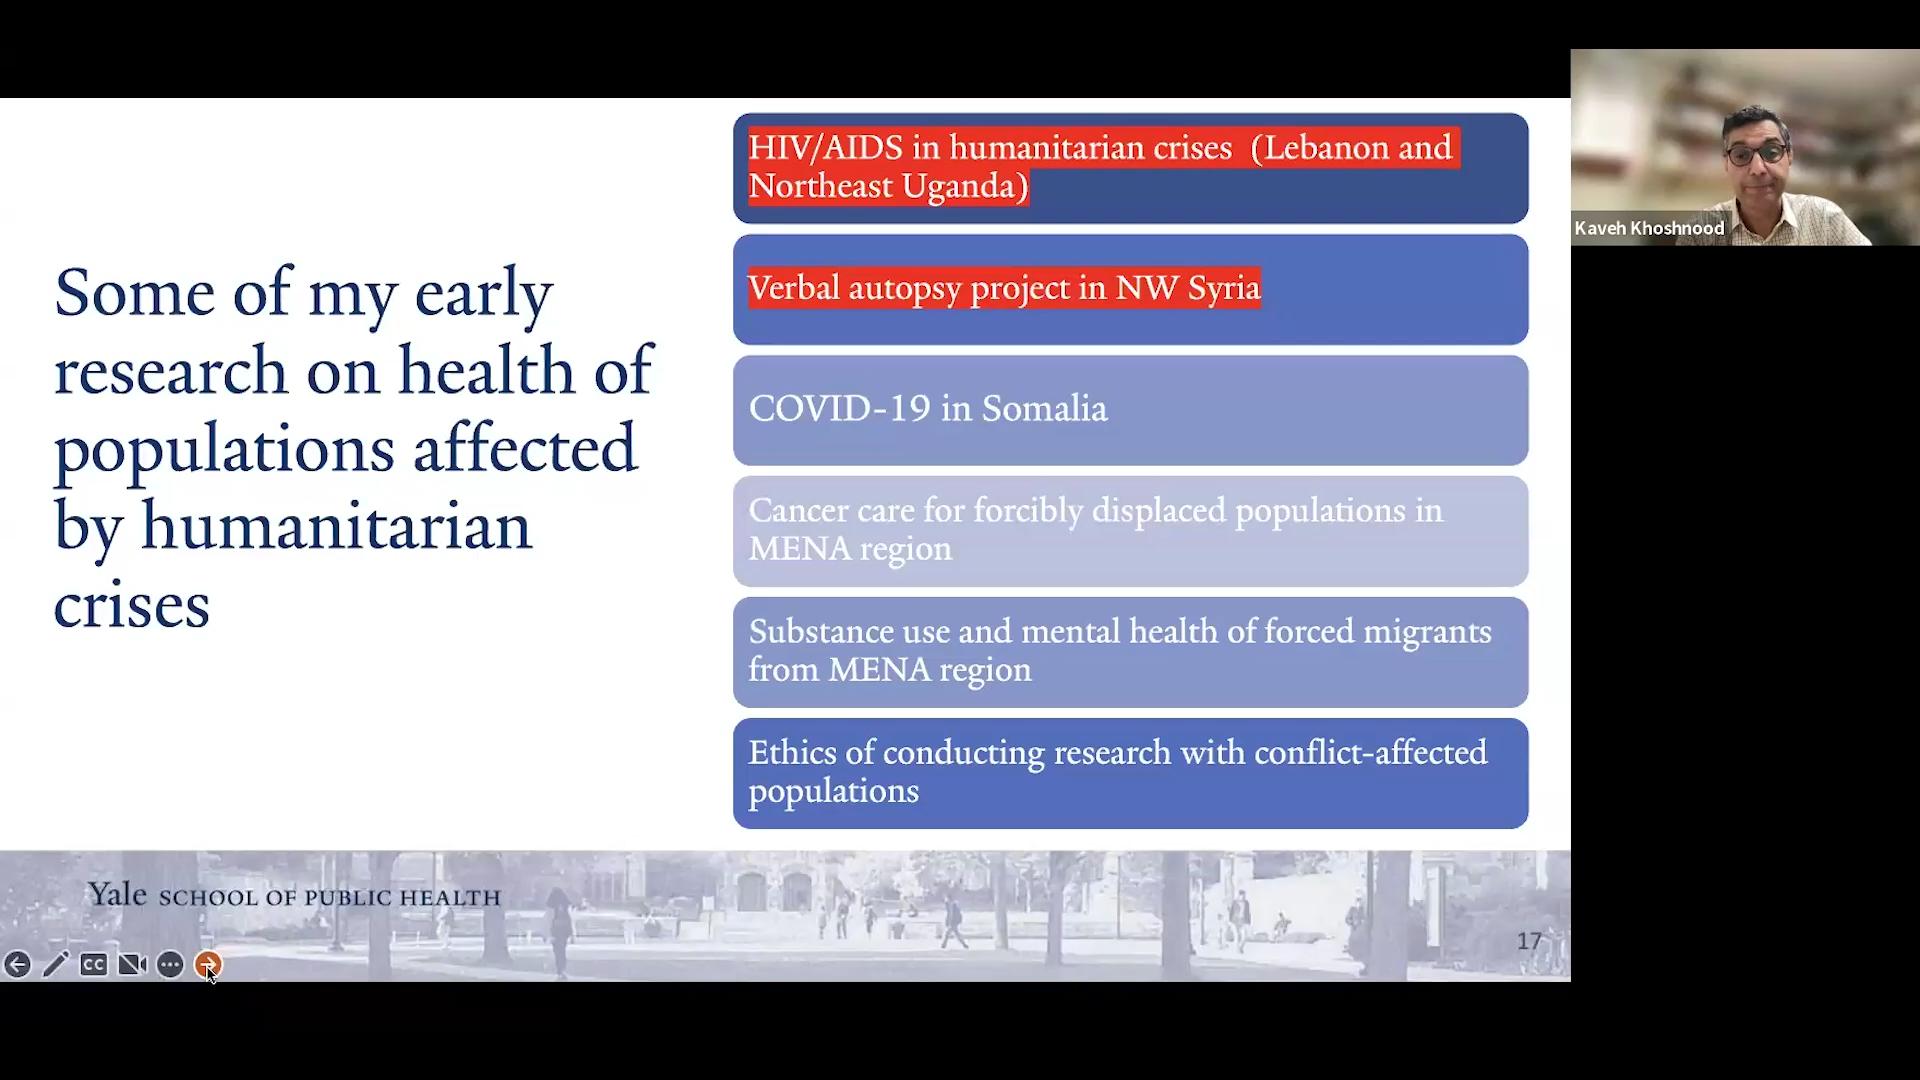 Some of my early
research on health of
populations affected
by humanitarian
crises
HIV/AIDS in humanitarian crises (Lebanon and
Northeast Uganda)
Verbal autopsy project in NW Syria
COVID-19 in Somalia
Cancer care for forcibly displaced populations in
MENA region
Substance use and mental health of forced migrants
from MENA region
Ethics of conducting research with conflict-affected
populations
Kaveh Khoshnood
Yale SCHOOL OF PUBLIC HEALTH
17
CC